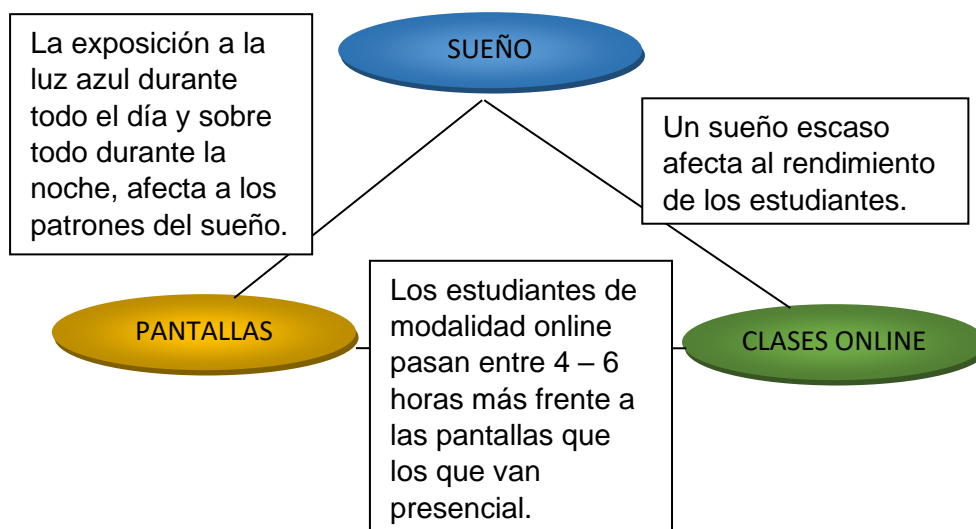 SUEÑO
La exposición a la
luz azul durante
todo el día y sobre
todo durante la
noche, afecta a los
patrones del sueño.
Un sueño escaso
afecta al rendimiento
de los estudiantes.
PANTALLAS
Los estudiantes de
modalidad online
pasan entre 4 – 6
horas más frente a
las pantallas que
los que van
presencial.
CLASES ONLINE